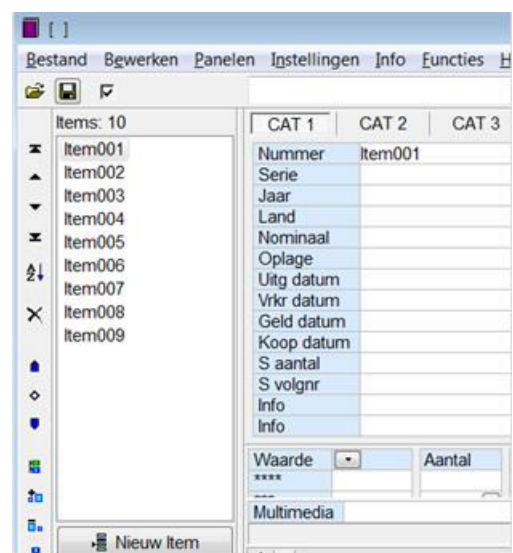 [ ]
Bestand Bewerken Panelen Instellingen Info Functies H
Items: 10
Item001
Item002
Item003
Item004
Item005
Item006
Item007
Item008
Item009
Nieuw Item
CAT 1 CAT 2 CAT 3
Nummer Item001
Serie
Jaar
Land
Nominaal
Oplage
Uitg datum
Vrkr datum
Geld datum
Koop datum
S aantal
S volgnr
Info
Info
Waarde Aantal
****
Multimedia